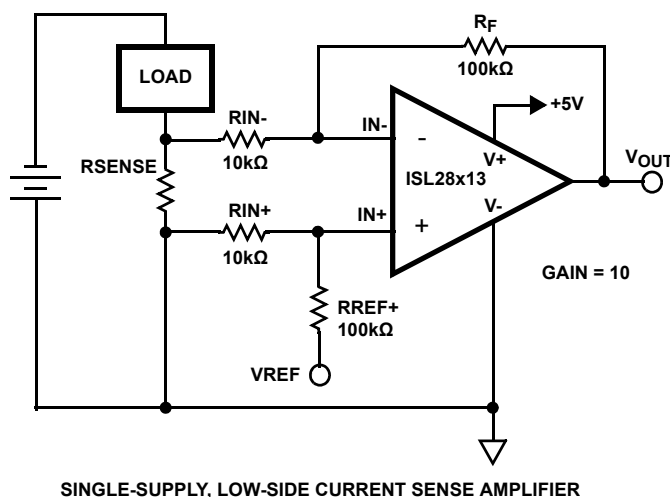 RF
100kΩ
LOAD
+5V
RIN-
IN-
-
10kΩ
V+
VOUT
RSENSE
ISL28x13
V-
RIN+
IN+
+
10kΩ
GAIN = 10
RREF+
100kΩ
VREF
SINGLE-SUPPLY, LOW-SIDE CURRENT SENSE AMPLIFIER